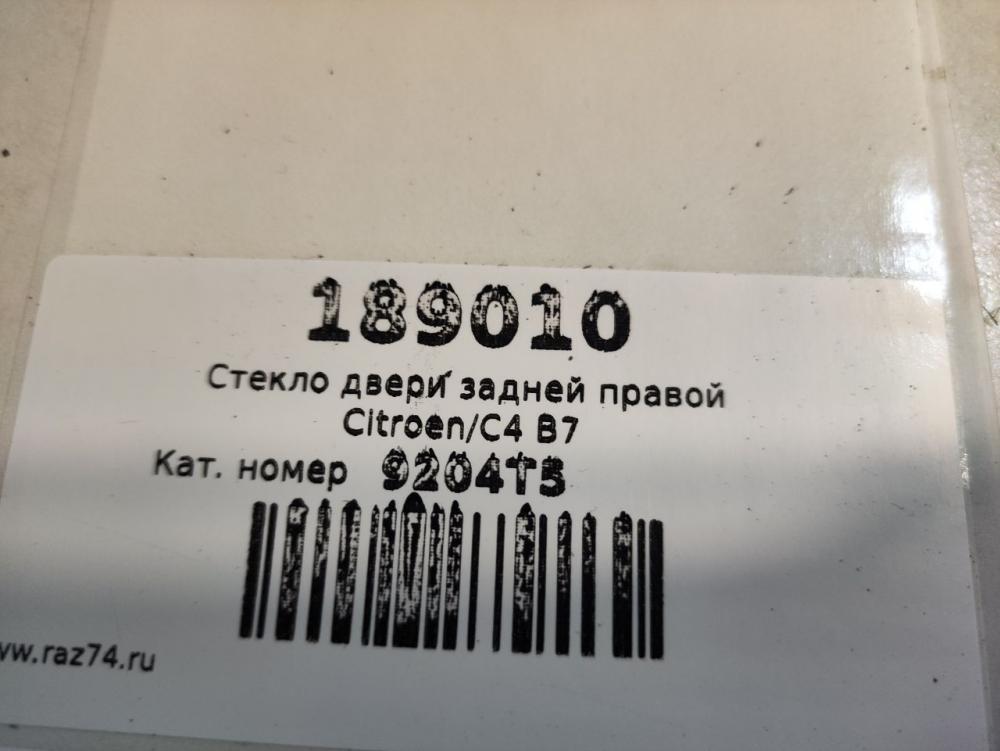 189010
Стекло двери задней правой
Citroen/C4 B7
Кат. номер 9204T5
ww.raz74.ru